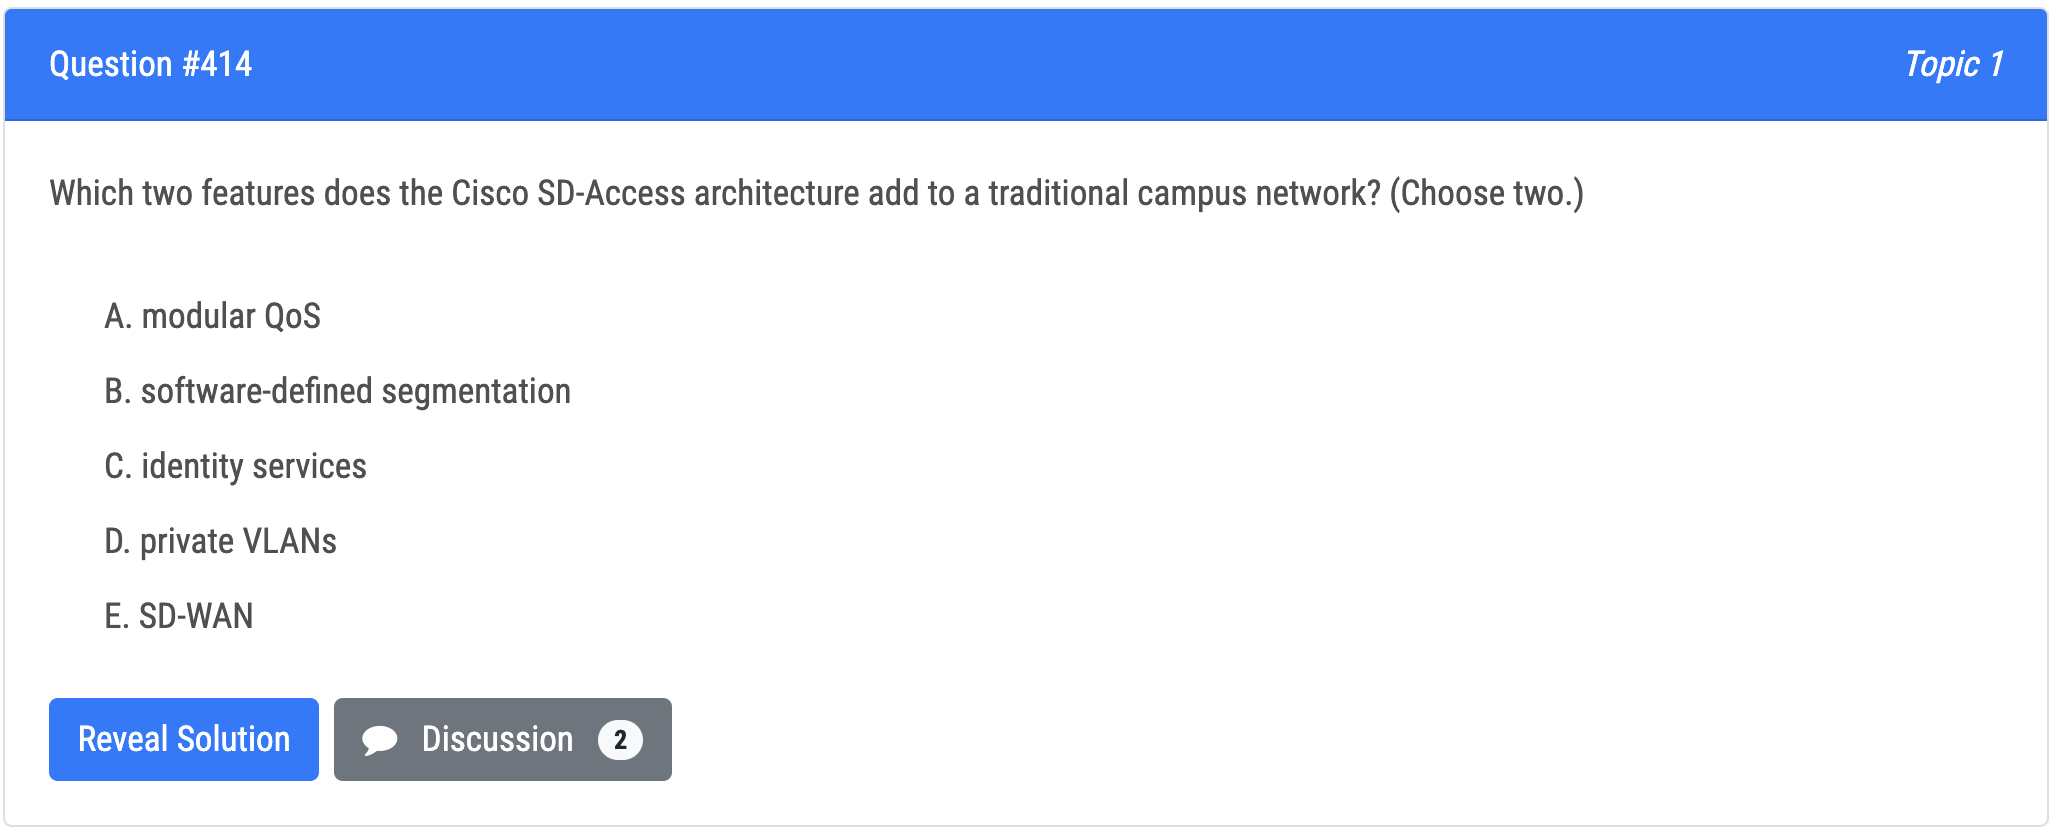 Question #414
Topic 1
Which two features does the Cisco SD-Access architecture add to a traditional campus network? (Choose two.)
A. modular QoS
B. software-defined segmentation
C. identity services
D. private VLANs
E. SD-WAN
Reveal Solution
Discussion 2